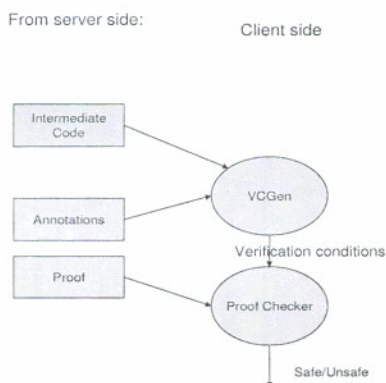 From server side:
Client side
Intermediate
Code
VCGen
Annotations
Verification conditions
Proof
Proof Checker
Safe/Unsafe